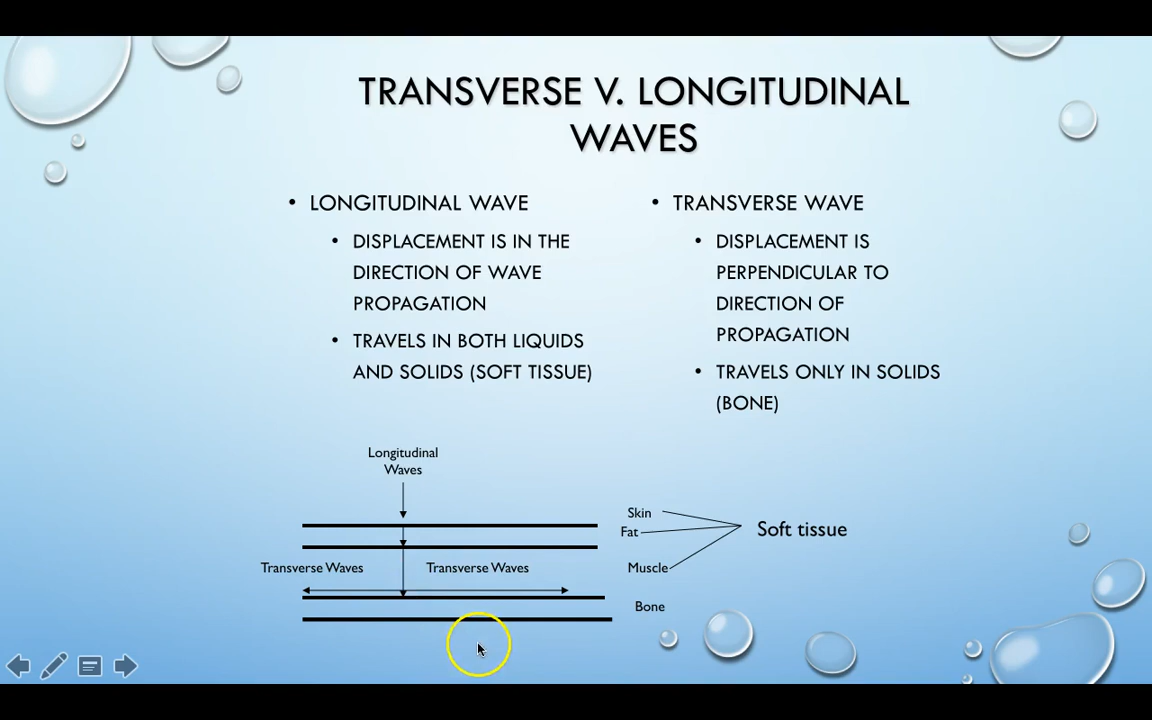 TRANSVERSE V. LONGITUDINAL
WAVES
• LONGITUDINAL WAVE
• DISPLACEMENT IS IN THE
DIRECTION OF WAVE
PROPAGATION
• TRAVELS IN BOTH LIQUIDS
AND SOLIDS (SOFT TISSUE)
• TRANSVERSE WAVE
• DISPLACEMENT IS
PERPENDICULAR TO
DIRECTION OF
PROPAGATION
• TRAVELS ONLY IN SOLIDS
(BONE)
Longitudinal
Waves
Skin
Fat
Soft tissue
Transverse Waves
Transverse Waves
Muscle
Bone